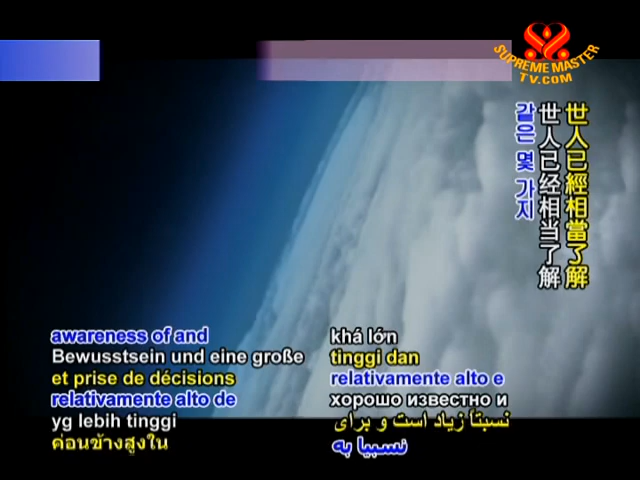 SUPREME MASTER
TV.COM
世人已經相當了解
世人已经相当了解
같은 몇 가지
awareness of and
Bewusstsein und eine große
et prise de décisions
relativamente alto de
yg lebih tinggi
ค่อนข้างสูงใน
khá lớn
tinggi dan
relativamente alto e
хорошо известно и
نسبتاً زیاد است و برای
نسبيا به